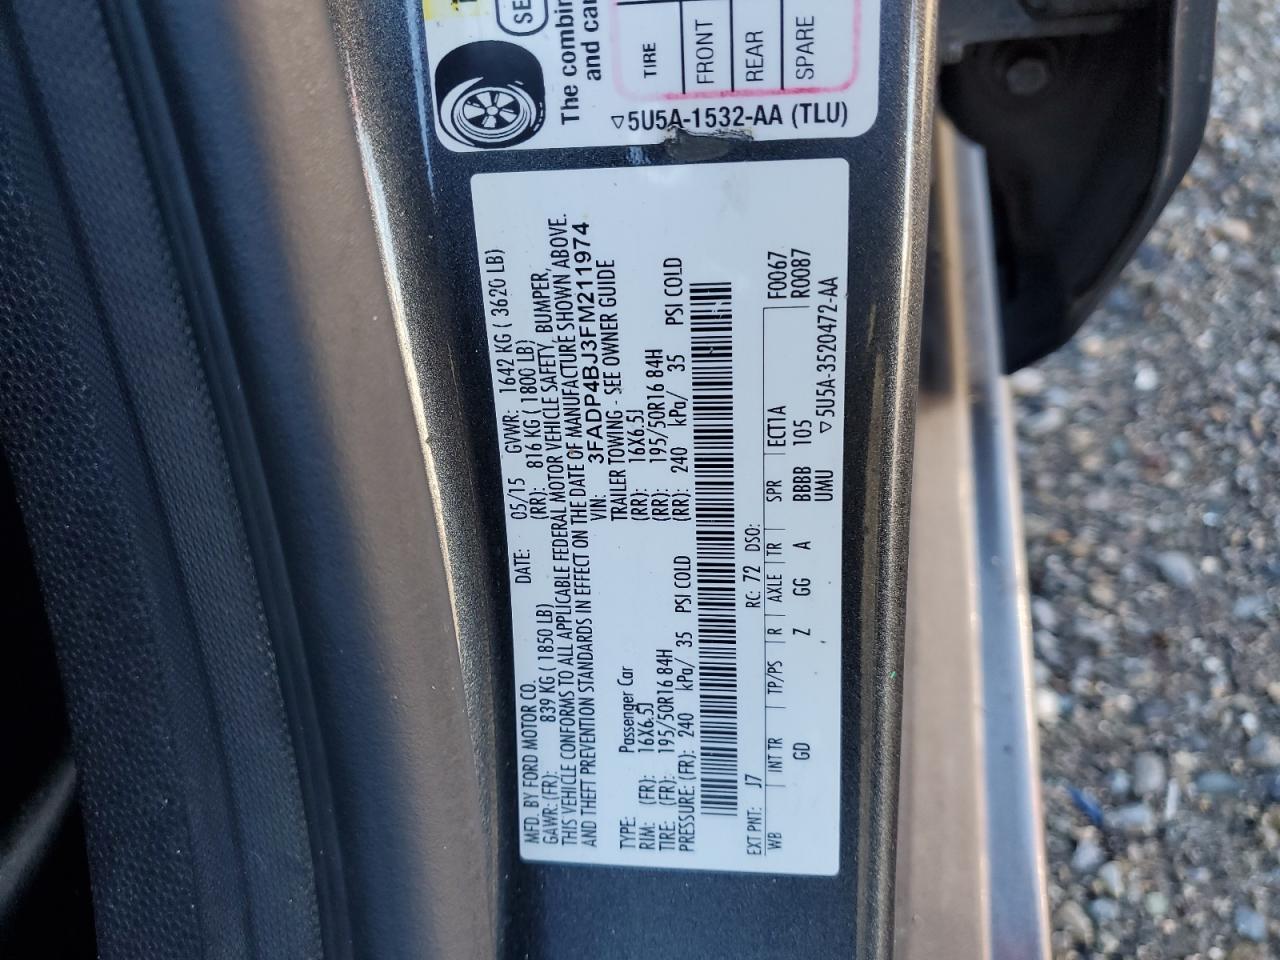 SE
The combin
and ca
TIRE
FRONT
REAR
SPARE
▽5U5A-1532-AA (TLU)
MFD. BY FORD MOTOR CO. DATE: 05/15 GVWR: 1642 KG ( 3620 LB)
GAWR: (FR): 839 KG ( 1850 LB) (RR): 816 KG ( 1800 LB)
THIS VEHICLE CONFORMS TO ALL APPLICABLE FEDERAL MOTOR VEHICLE SAFETY, BUMPER,
AND THEFT PREVENTION STANDARDS IN EFFECT ON THE DATE OF MANUFACTURE SHOWN ABOVE.
VIN: 3FADP4BJ3FM211974
TYPE: Passenger Car TRAILER TOWING - SEE OWNER GUIDE
RIM: (FR): 16X6.5J (RR): 16X6.5J
TIRE: (FR): 195/50R16 84H (RR): 195/50R16 84H
PRESSURE: (FR): 240 kPa/ 35 PSI COLD (RR): 240 kPa/ 35 PSI COLD
EXT PNT: J7 RC: 72 DSO: F0067
WB INT TR TP/PS R AXLE TR SPR ECT1A R0087
GD Z GG A BBBB 105
UMU ▽5U5A-3520472-AA